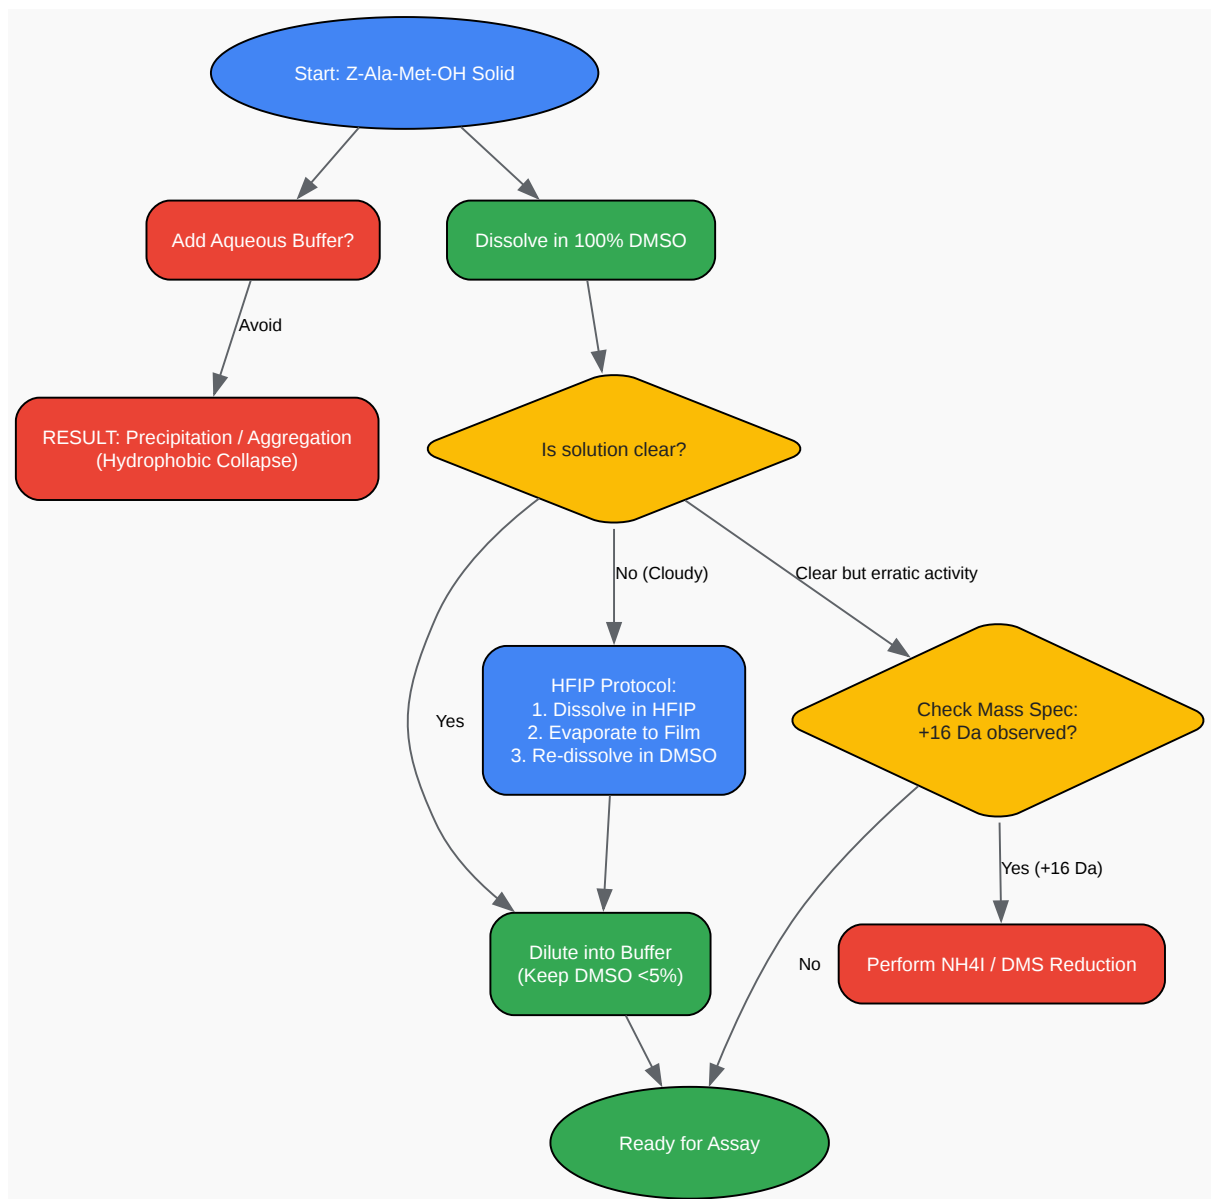 Start: Z-Ala-Met-OH Solid
Add Aqueous Buffer?
Dissolve in 100% DMSO
Avoid
RESULT: Precipitation / Aggregation
(Hydrophobic Collapse)
Is solution clear?
No (Cloudy)
Clear but erratic activity
Yes
HFIP Protocol:
1. Dissolve in HFIP
2. Evaporate to Film
3. Re-dissolve in DMSO
Check Mass Spec:
+16 Da observed?
Yes (+16 Da)
Dilute into Buffer
(Keep DMSO <5%)
No
Perform NH4I / DMS Reduction
Ready for Assay